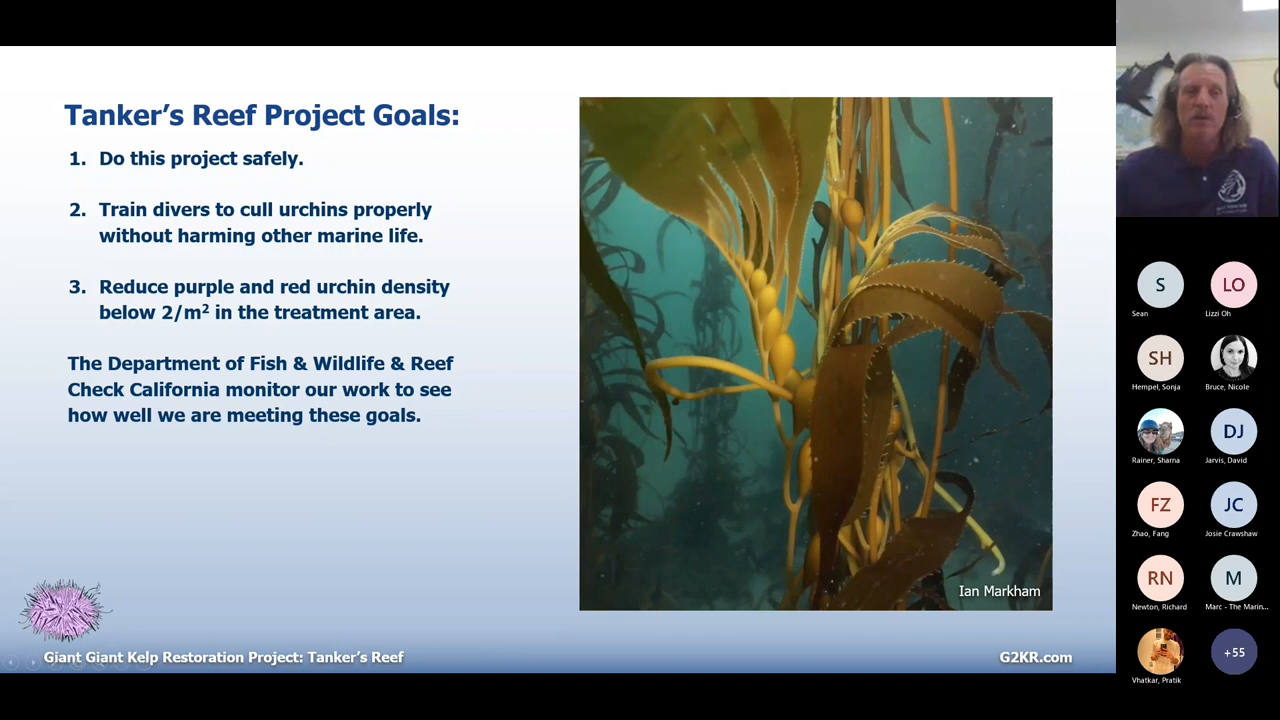 Tanker's Reef Project Goals:
1. Do this project safely.
2. Train divers to cull urchins properly
without harming other marine life.
3. Reduce purple and red urchin density
below 2/m² in the treatment area.
The Department of Fish & Wildlife & Reef
Check California monitor our work to see
how well we are meeting these goals.
Ian Markham
Giant Giant Kelp Restoration Project: Tanker's Reef
G2KR.com
S
Sean
LO
Lizzi Oh
SH
Hempel, Sonja
Bruce, Nicole
Rainer, Sharna
DJ
Jarvis, David
FZ
Zhao, Fang
JC
Josie Crawshaw
RN
Newton, Richard
M
Marc - The Marin...
Vhatkar, Pratik
+55